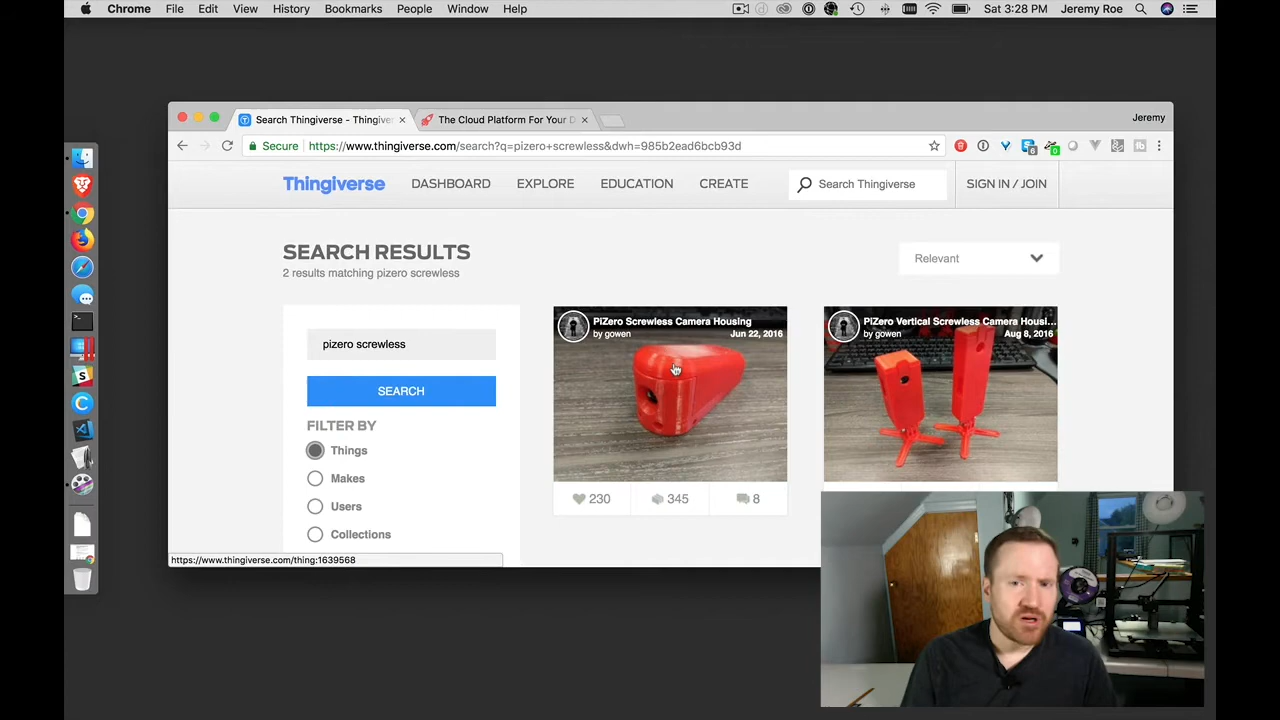 Chrome File Edit View History Bookmarks People Window Help Sat 3:28 PM Jeremy Roe
Search Thingiverse - Thingiver The Cloud Platform For Your D Jeremy
Secure https://www.thingiverse.com/search?q=pizero+screwless&dwh=985b2ead6bcb93d
Thingiverse DASHBOARD EXPLORE EDUCATION CREATE Search Thingiverse SIGN IN / JOIN
SEARCH RESULTS
2 results matching pizero screwless
Relevant
pizero screwless
SEARCH
FILTER BY
Things
Makes
Users
Collections
PiZero Screwless Camera Housing
by gowen Jun 22, 2016
230 345 8
PiZero Vertical Screwless Camera Housi...
by gowen Aug 8, 2016
https://www.thingiverse.com/thing:1639568